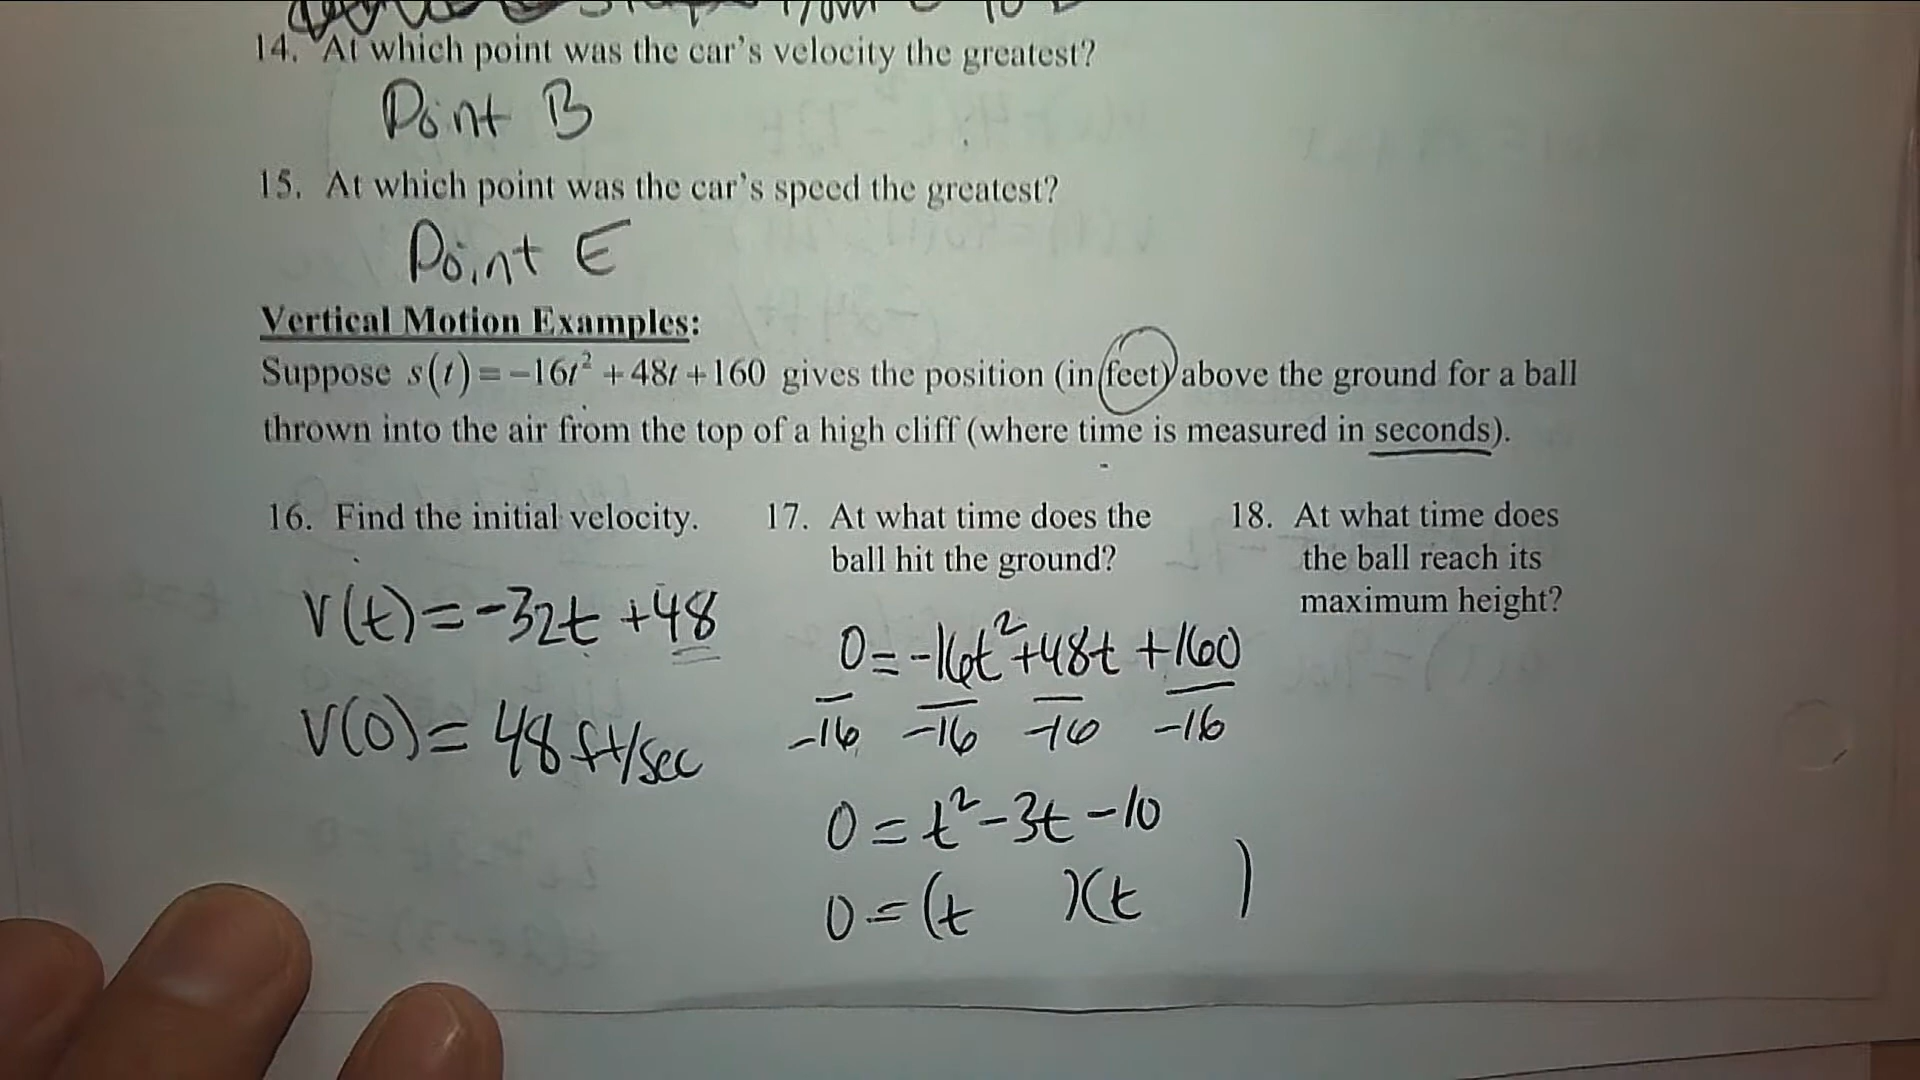 14. At which point was the car's velocity the greatest?
Point B
15. At which point was the car's speed the greatest?
Point E
Vertical Motion Examples:
Suppose s(t) = −16t² + 48t + 160 gives the position (in feet) above the ground for a ball
thrown into the air from the top of a high cliff (where time is measured in seconds).
16. Find the initial velocity.
v(t) = -32t + 48
v(0) = 48 ft/sec
17. At what time does the
ball hit the ground?
0 = -16t² + 48t + 160
-16 -16 -16 -16
0 = t² - 3t - 10
0 = (t )(t )
18. At what time does
the ball reach its
maximum height?